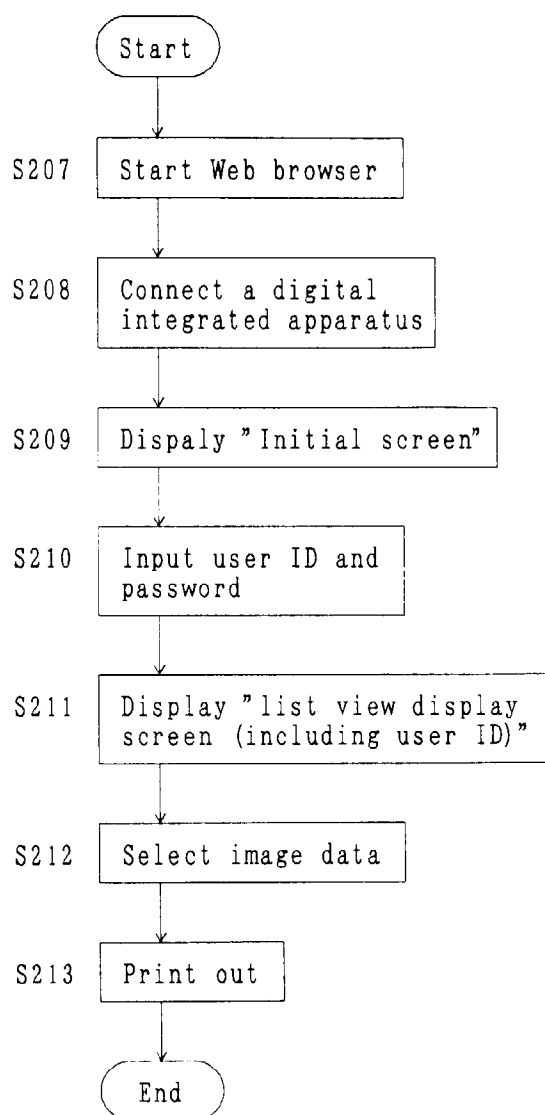 Start
S207 Start Web browser
S208 Connect a digital
integrated apparatus
S209 Dispaly "Initial screen"
S210 Input user ID and
password
S211 Display "list view display
screen (including user ID)"
S212 Select image data
S213 Print out
End